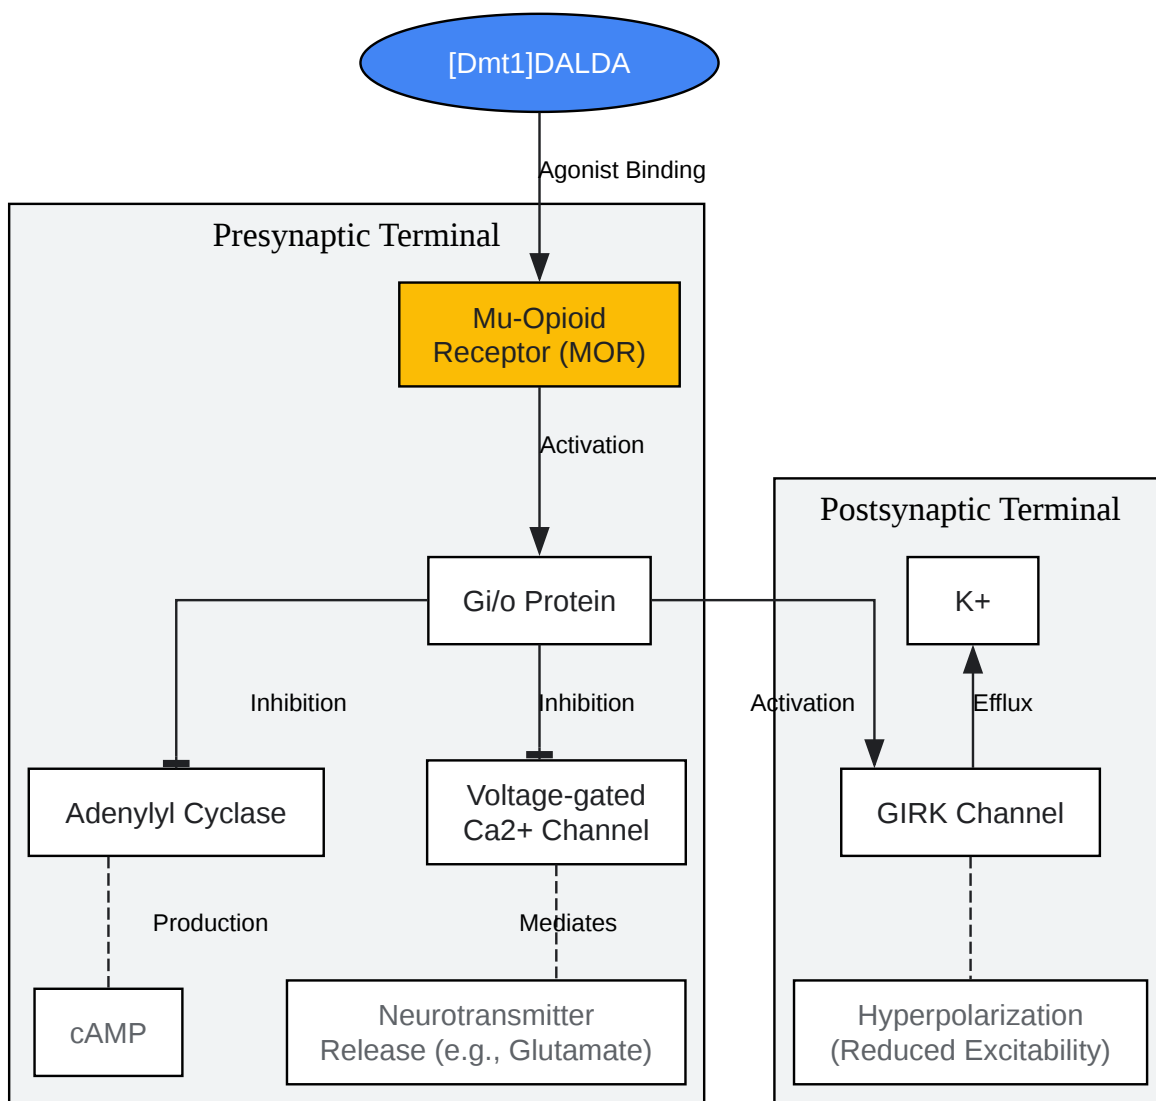 [Dmt1]DALDA
Agonist Binding
Presynaptic Terminal
Mu-Opioid
Receptor (MOR)
Activation
Postsynaptic Terminal
Gi/o Protein
K+
Inhibition
Inhibition
Activation
Efflux
Adenylyl Cyclase
Voltage-gated
Ca2+ Channel
GIRK Channel
Production
Mediates
cAMP
Neurotransmitter
Release (e.g., Glutamate)
Hyperpolarization
(Reduced Excitability)